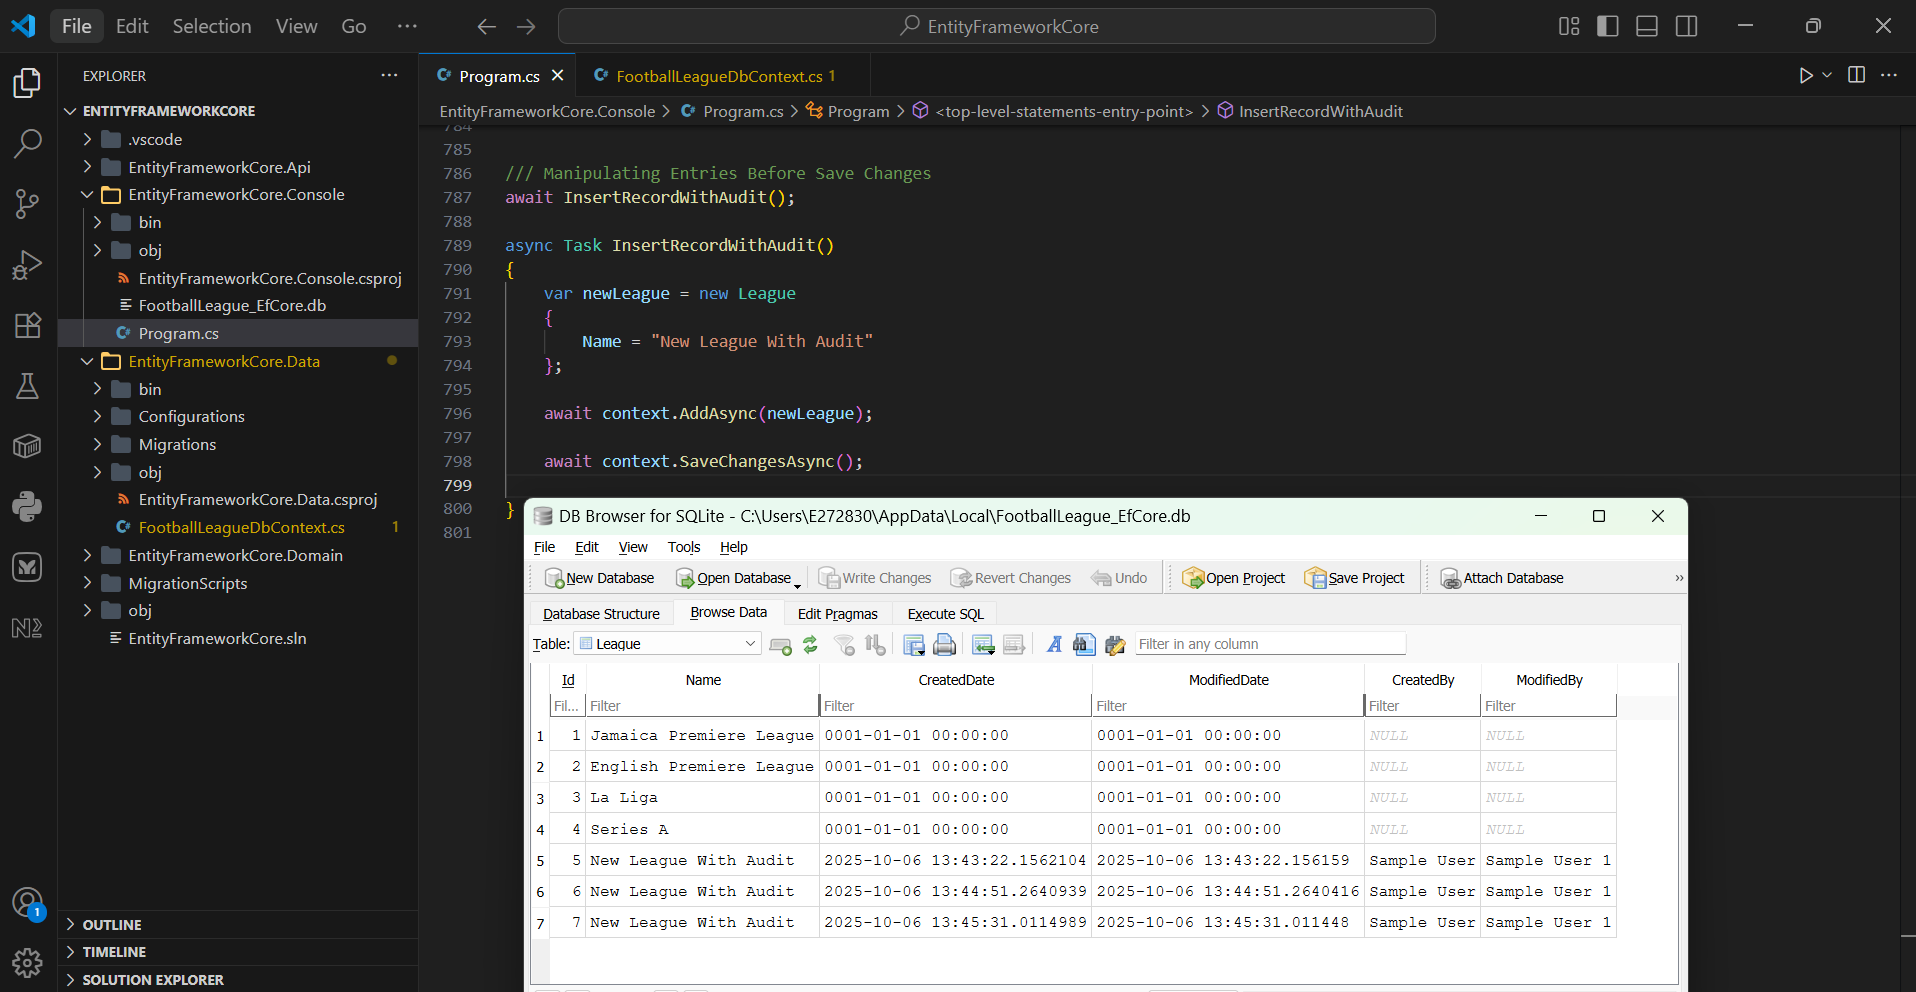 File Edit Selection View Go ··· EntityFrameworkCore
EXPLORER ···
ENTITYFRAMEWORKCORE
.vscode
EntityFrameworkCore.Api
EntityFrameworkCore.Console
bin
obj
EntityFrameworkCore.Console.csproj
FootballLeague_EfCore.db
C# Program.cs
EntityFrameworkCore.Data
bin
Configurations
Migrations
obj
EntityFrameworkCore.Data.csproj
C# FootballLeagueDbContext.cs 1
EntityFrameworkCore.Domain
MigrationScripts
obj
EntityFrameworkCore.sln
1
OUTLINE
TIMELINE
SOLUTION EXPLORER
C# Program.cs C# FootballLeagueDbContext.cs 1
EntityFrameworkCore.Console > C# Program.cs > Program > <top-level-statements-entry-point> > InsertRecordWithAudit
784
785
786 /// Manipulating Entries Before Save Changes
787 await InsertRecordWithAudit();
788
789 async Task InsertRecordWithAudit()
790 {
791 var newLeague = new League
792 {
793 Name = "New League With Audit"
794 };
795
796 await context.AddAsync(newLeague);
797
798 await context.SaveChangesAsync();
799
800 }
801
DB Browser for SQLite - C:\Users\E272830\AppData\Local\FootballLeague_EfCore.db
File Edit View Tools Help
New Database Open Database Write Changes Revert Changes Undo Open Project Save Project Attach Database »
Database Structure Browse Data Edit Pragmas Execute SQL
Table: League Filter in any column
Id Name CreatedDate ModifiedDate CreatedBy ModifiedBy
Fil... Filter Filter Filter Filter Filter
1 1 Jamaica Premiere League 0001-01-01 00:00:00 0001-01-01 00:00:00 NULL NULL
2 2 English Premiere League 0001-01-01 00:00:00 0001-01-01 00:00:00 NULL NULL
3 3 La Liga 0001-01-01 00:00:00 0001-01-01 00:00:00 NULL NULL
4 4 Series A 0001-01-01 00:00:00 0001-01-01 00:00:00 NULL NULL
5 5 New League With Audit 2025-10-06 13:43:22.1562104 2025-10-06 13:43:22.156159 Sample User Sample User 1
6 6 New League With Audit 2025-10-06 13:44:51.2640939 2025-10-06 13:44:51.2640416 Sample User Sample User 1
7 7 New League With Audit 2025-10-06 13:45:31.0114989 2025-10-06 13:45:31.011448 Sample User Sample User 1